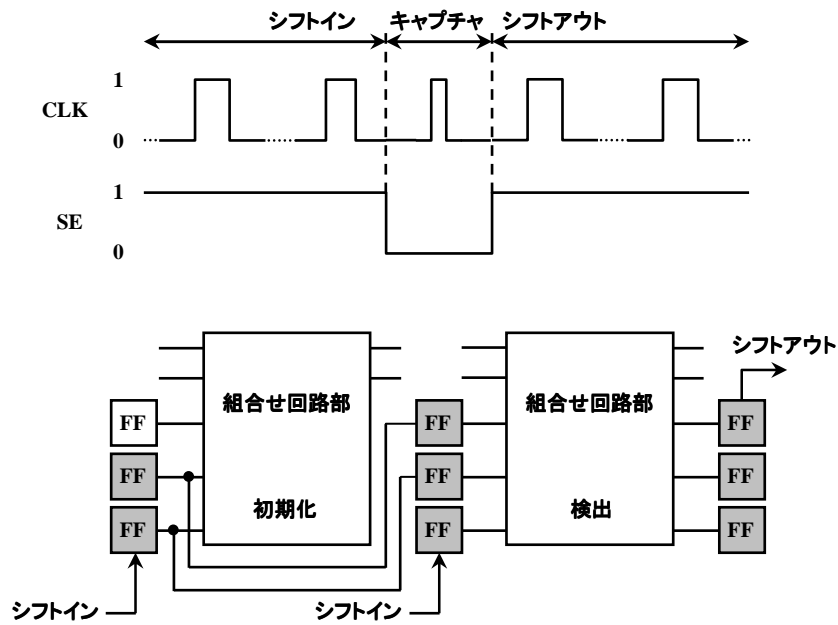 シフトイン キャプチャ シフトアウト
1
CLK
0
1
SE
0
シフトアウト
組合せ回路部 組合せ回路部
FF FF FF
FF FF FF
初期化 検出
FF FF FF
シフトイン シフトイン